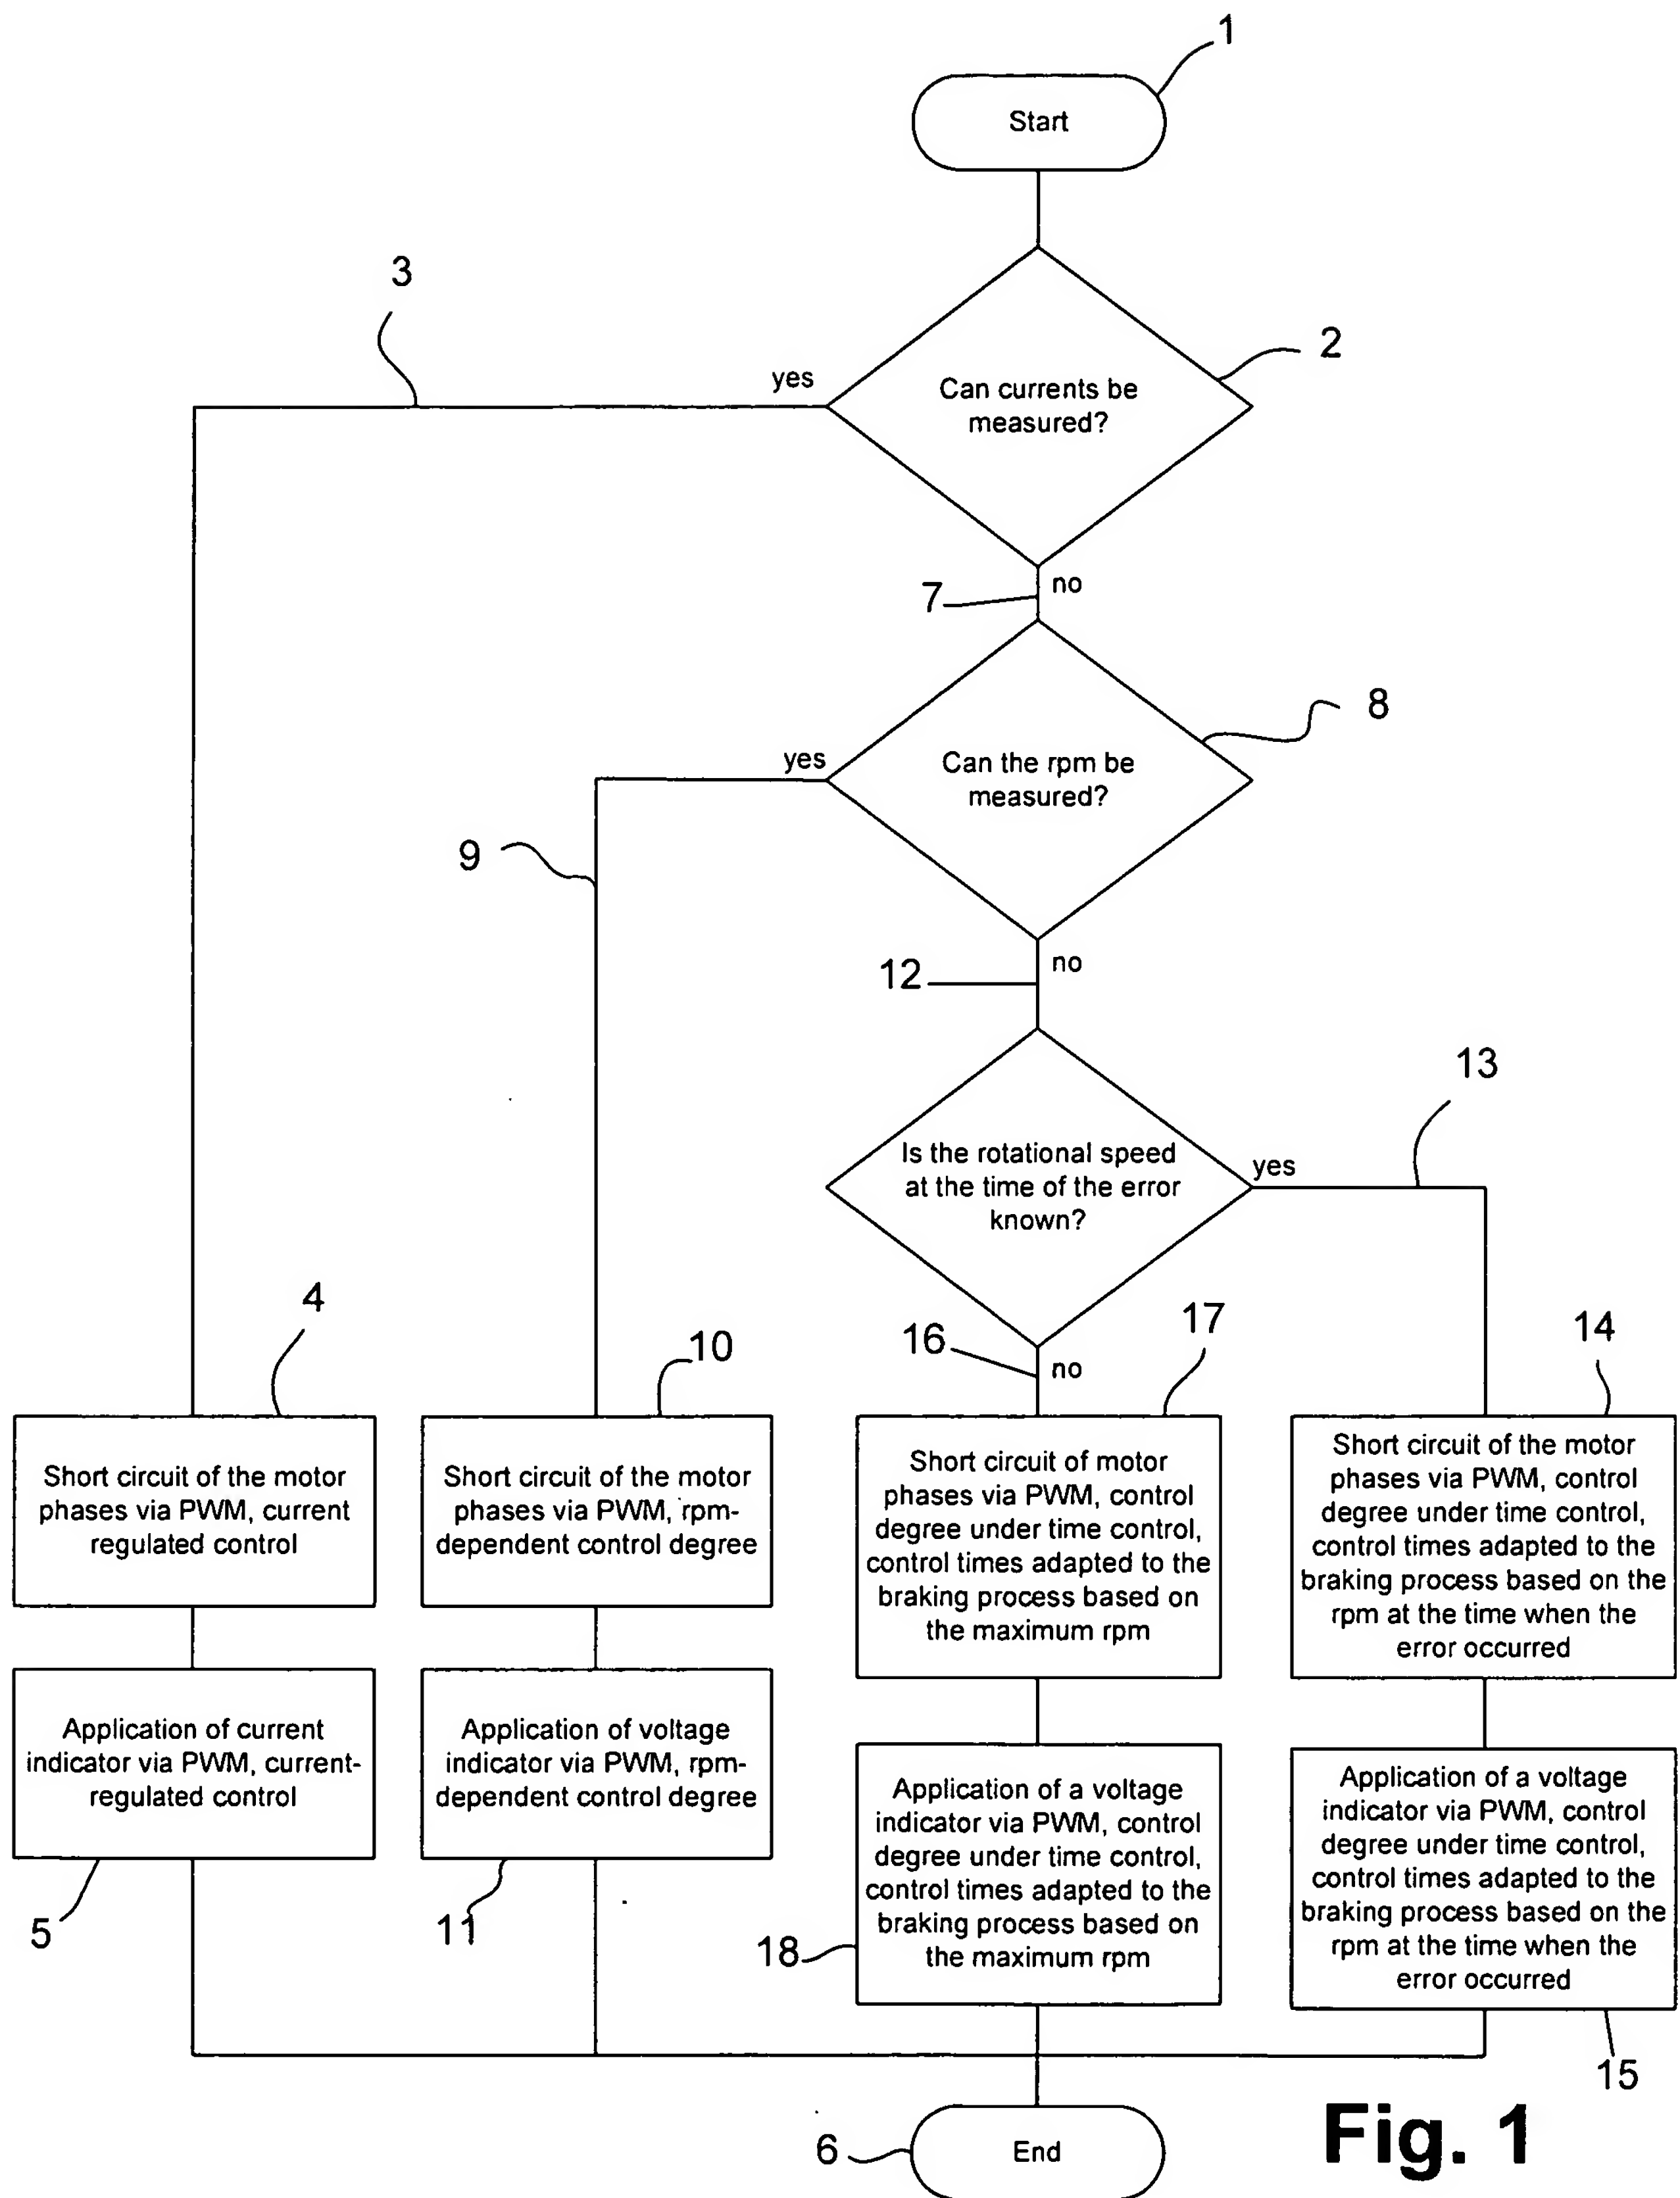 1
Start
3
2
yes
Can currents be
measured?
7
no
8
yes
Can the rpm be
measured?
9
12
no
13
Is the rotational speed
at the time of the error
known?
yes
4
10
16
no
17
14
Short circuit of the motor
phases via PWM, current
regulated control
Short circuit of the motor
phases via PWM, rpm-
dependent control degree
Short circuit of motor
phases via PWM, control
degree under time control,
control times adapted to the
braking process based on
the maximum rpm
Short circuit of the motor
phases via PWM, control
degree under time control,
control times adapted to the
braking process based on the
rpm at the time when the
error occurred
Application of current
indicator via PWM, current-
regulated control
Application of voltage
indicator via PWM, rpm-
dependent control degree
Application of a voltage
indicator via PWM, control
degree under time control,
control times adapted to the
braking process based on
the maximum rpm
Application of a voltage
indicator via PWM, control
degree under time control,
control times adapted to the
braking process based on the
rpm at the time when the
error occurred
5
11
18
15
6
End
Fig. 1